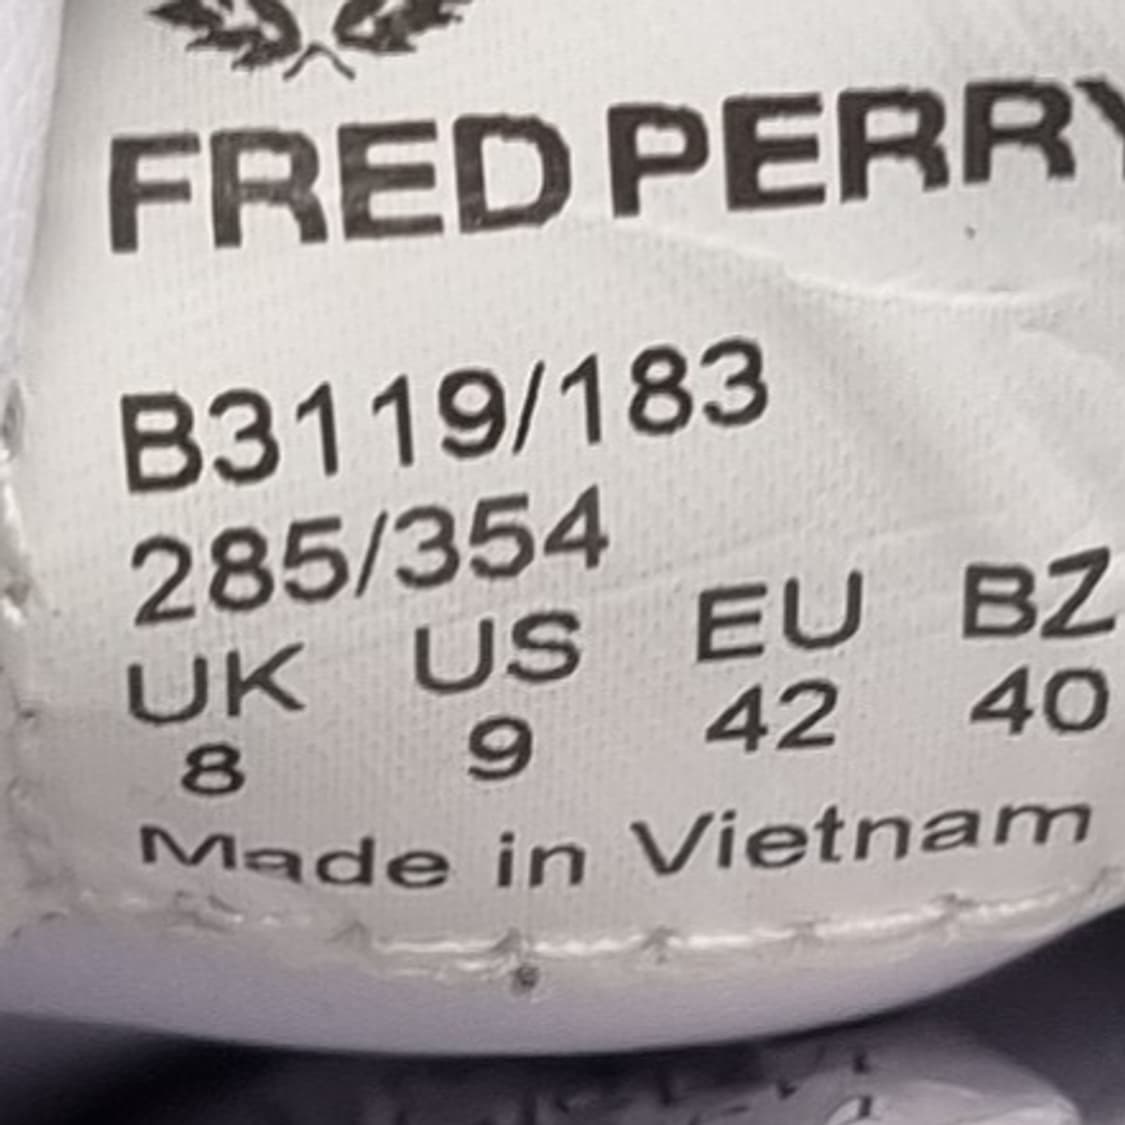 FRED PERRY
B3119/183
285/354
UK US EU BZ
8 9 42 40
Made in Vietnam